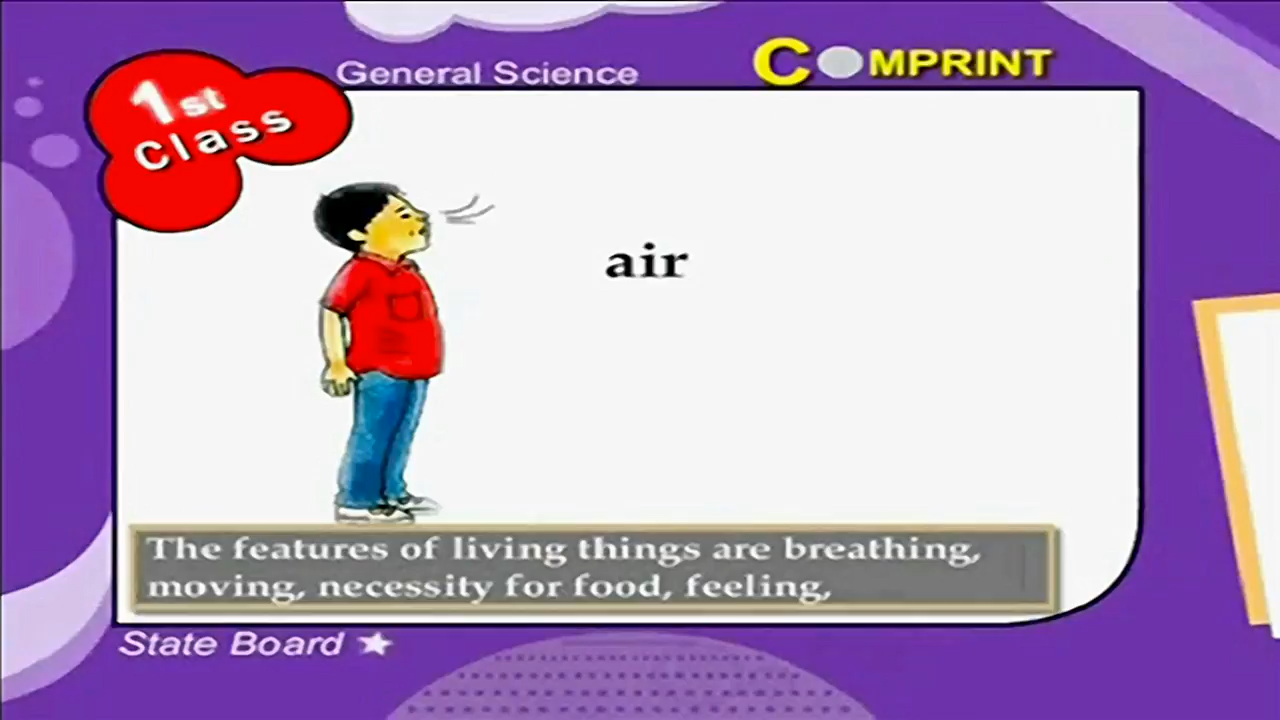 General Science
COMPRINT
1st
Class
air
The features of living things are breathing,
moving, necessity for food, feeling,
State Board